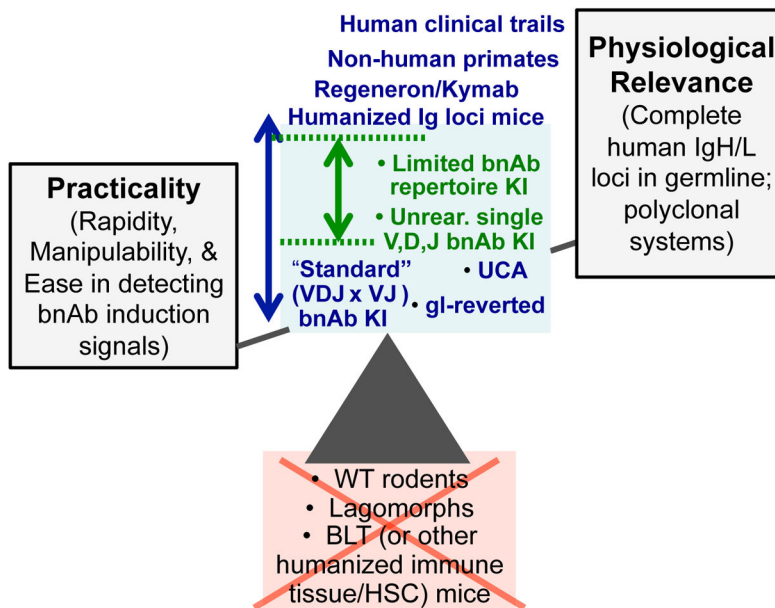 Human clinical trails
Non-human primates
Regeneron/Kymab
Humanized Ig loci mice
Physiological
Relevance
(Complete
human IgH/L
loci in germline;
polyclonal
systems)
• Limited bnAb
repertoire KI
• Unrear. single
V,D,J bnAb KI
Practicality
(Rapidity,
Manipulability, &
Ease in detecting
bnAb induction
signals)
“Standard”
(VDJ x VJ )
bnAb KI
• UCA
• gl-reverted
• WT rodents
• Lagomorphs
• BLT (or other
humanized immune
tissue/HSC) mice